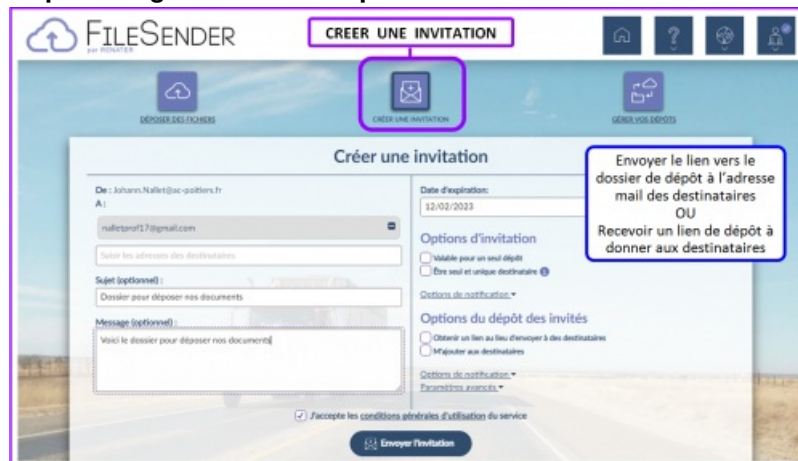 FILESENDER
par RENATER
CREER UNE INVITATION
DÉPOSER DES FICHIERS
CRÉER UNE INVITATION
GÉRER VOS DÉPÔTS
Créer une invitation
Envoyer le lien vers le
dossier de dépôt à l'adresse
mail des destinataires
OU
Recevoir un lien de dépôt à
donner aux destinataires
De : Johann.Nallet@ac-poitiers.fr
A :
nalletprof17@gmail.com
Saisir les adresses des destinataires
Sujet (optionnel) :
Dossier pour déposer nos documents
Message (optionnel) :
Voici le dossier pour déposer nos documents
Date d'expiration:
12/02/2023
Options d'invitation
Valable pour un seul dépôt
Être seul et unique destinataire
Options de notification
Options du dépôt des invités
Obtenir un lien au lieu d'envoyer à des destinataires
M'ajouter aux destinataires
Options de notification
Paramètres avancés
J'accepte les conditions générales d'utilisation du service
Envoyer l'invitation